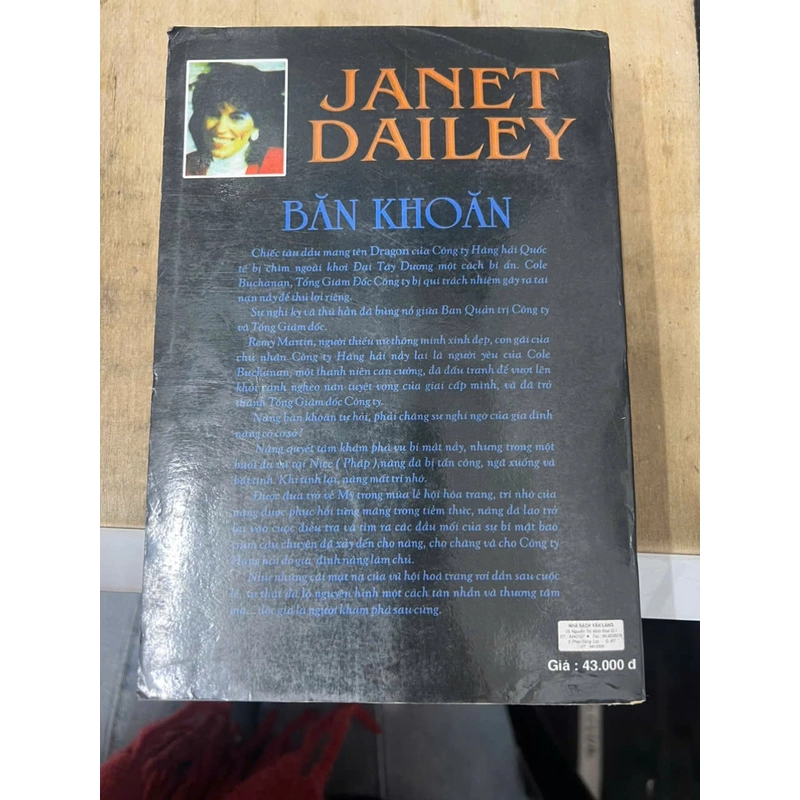 JANET
DAILEY
BĂN KHOĂN
Chiếc tàu dầu mang tên Dragon của Công ty Hàng hải Quốc
tế bị chìm ngoài khơi Đại Tây Dương một cách bí ẩn. Cole
Buchanan, Tổng Giám Đốc Công ty bị qui trách nhiệm gây ra tai
nạn nầy để thủ lợi riêng.
Sự nghi kỵ và thù hằn đã bùng nổ giữa Ban Quản trị Công ty
và Tổng Giám đốc.
Remy Martin, người thiếu nữ thông minh xinh đẹp, con gái của
chủ nhân Công ty Hàng hải nầy lại là người yêu của Cole
Buchanan, một thanh niên can cường, đã đấu tranh để vượt lên
khỏi cảnh nghèo nàn tuyệt vọng của giai cấp mình, và đã trở
thành Tổng Giám đốc Công ty.
Nàng băn khoăn tự hỏi, phải chăng sự nghi ngờ của gia đình
nàng có cơ sở?
Nàng quyết tâm khám phá vụ bí mật nầy, nhưng trong một
buổi dạ vũ tại Nice (Pháp), nàng đã bị tấn công, ngã xuống và
bất tỉnh. Khi tỉnh lại, nàng mất trí nhớ.
Được đưa trở về Mỹ trong mùa lễ hội hóa trang, trí nhớ của
nàng được phục hồi từng mảng trong tiềm thức, nàng đã lao trở
lại vào cuộc điều tra và tìm ra các đầu mối của sự bí mật bao
trùm câu chuyện đã xảy đến cho nàng, cho chàng và cho Công ty
Hàng hải do gia đình nàng làm chủ.
Như những cái mặt nạ của vũ hội hoá trang rơi dần sau cuộc
lễ, sự thật đã lộ nguyên hình một cách tàn nhẫn và thương tâm
mà... độc giả là người khám phá sau cùng.
NHÀ SÁCH VĂN LANG
Giá : 43.000 đ